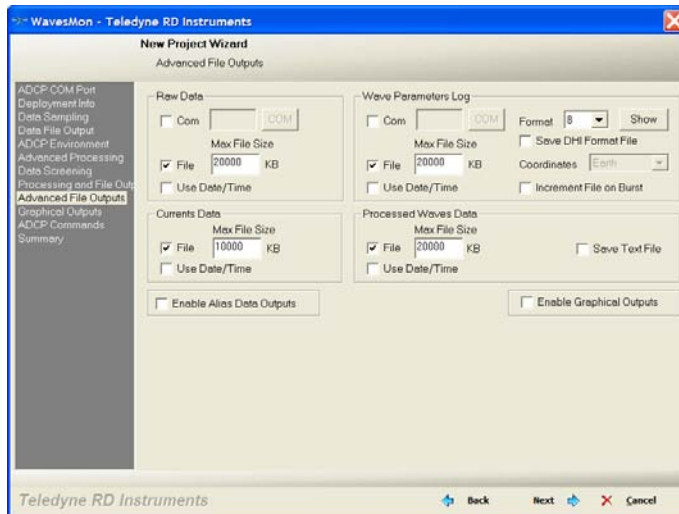 WavesMon - Teledyne RD Instruments
New Project Wizard
Advanced File Outputs
ADCP COM Port
Deployment Info
Data Sampling
Data File Output
ADCP Environment
Advanced Processing
Data Screening
Processing and File Outp
Advanced File Outputs
Graphical Outputs
ADCP Commands
Summary
Raw Data
Com COM
Max File Size
File 20000 KB
Use Date/Time
Wave Parameters Log
Com COM Format 8 Show
Save DHI Format File
Max File Size
File 20000 KB Coordinates Earth
Use Date/Time Increment File on Burst
Currents Data
Max File Size
File 10000 KB
Use Date/Time
Processed Waves Data
Max File Size
File 20000 KB Save Text File
Use Date/Time
Enable Alias Data Outputs
Enable Graphical Outputs
Teledyne RD Instruments
Back Next Cancel